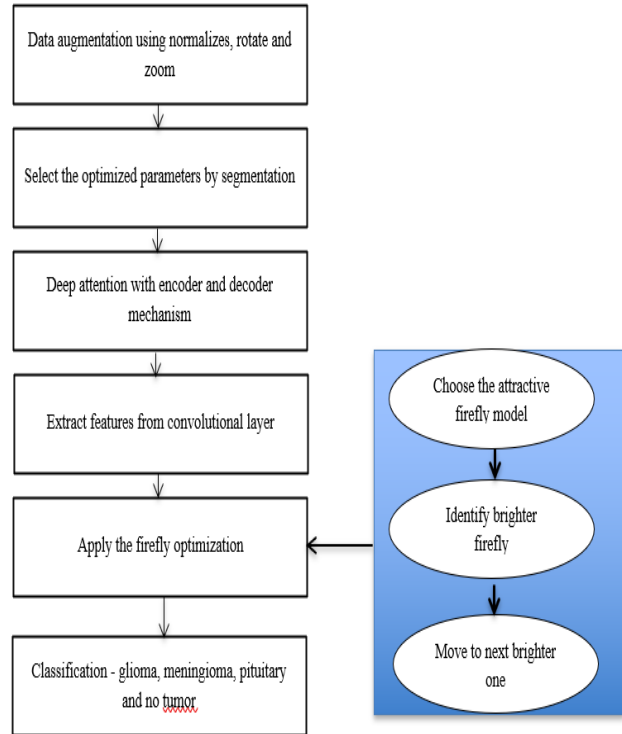 Data augmentation using normalizes, rotate and
zoom
Select the optimized parameters by segmentation
Deep attention with encoder and decoder
mechanism
Extract features from convolutional layer
Apply the firefly optimization
Classification - glioma, meningioma, pituitary
and no tumor
Choose the attractive
firefly model
Identify brighter
firefly
Move to next brighter
one